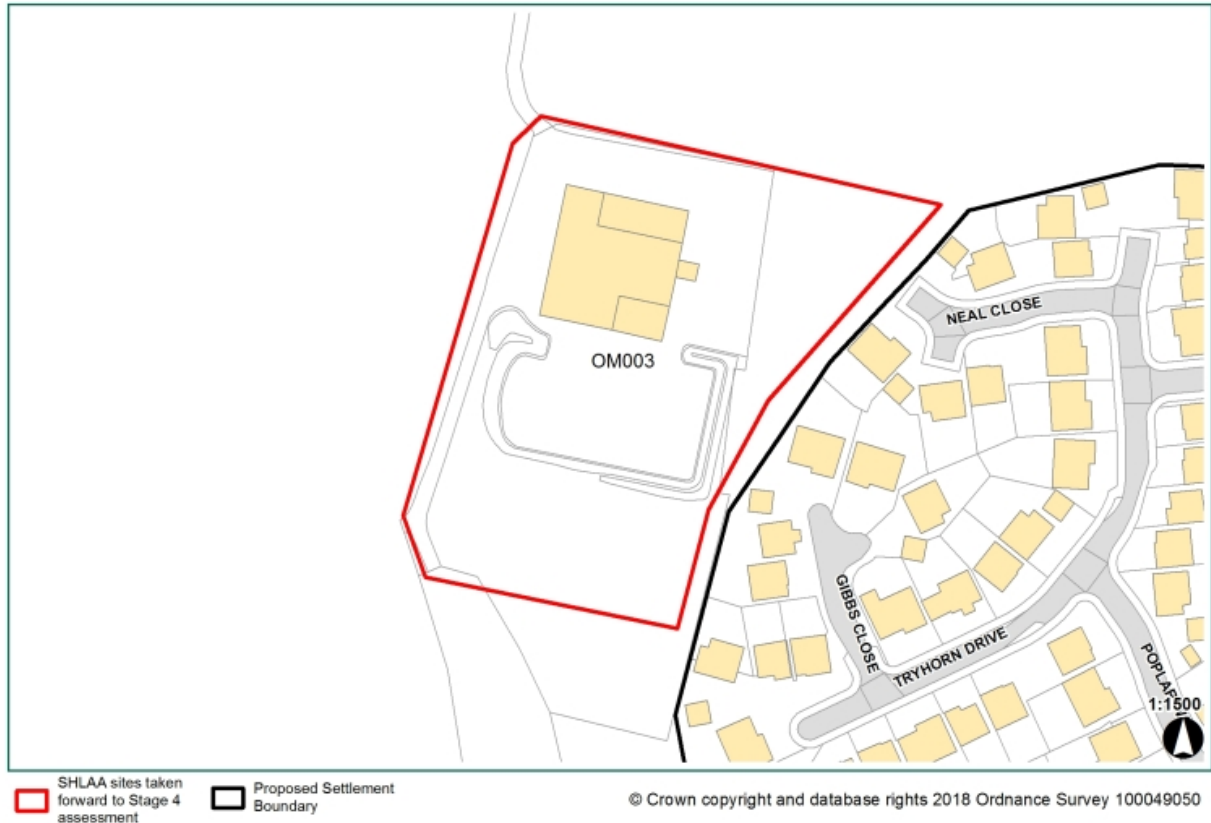 OM003
NEAL CLOSE
GIBBS CLOSE
TRYHORN DRIVE
1:1500
SHLAA sites taken
forward to Stage 4
assessment
Proposed Settlement
Boundary
© Crown copyright and database rights 2018 Ordnance Survey 100049050